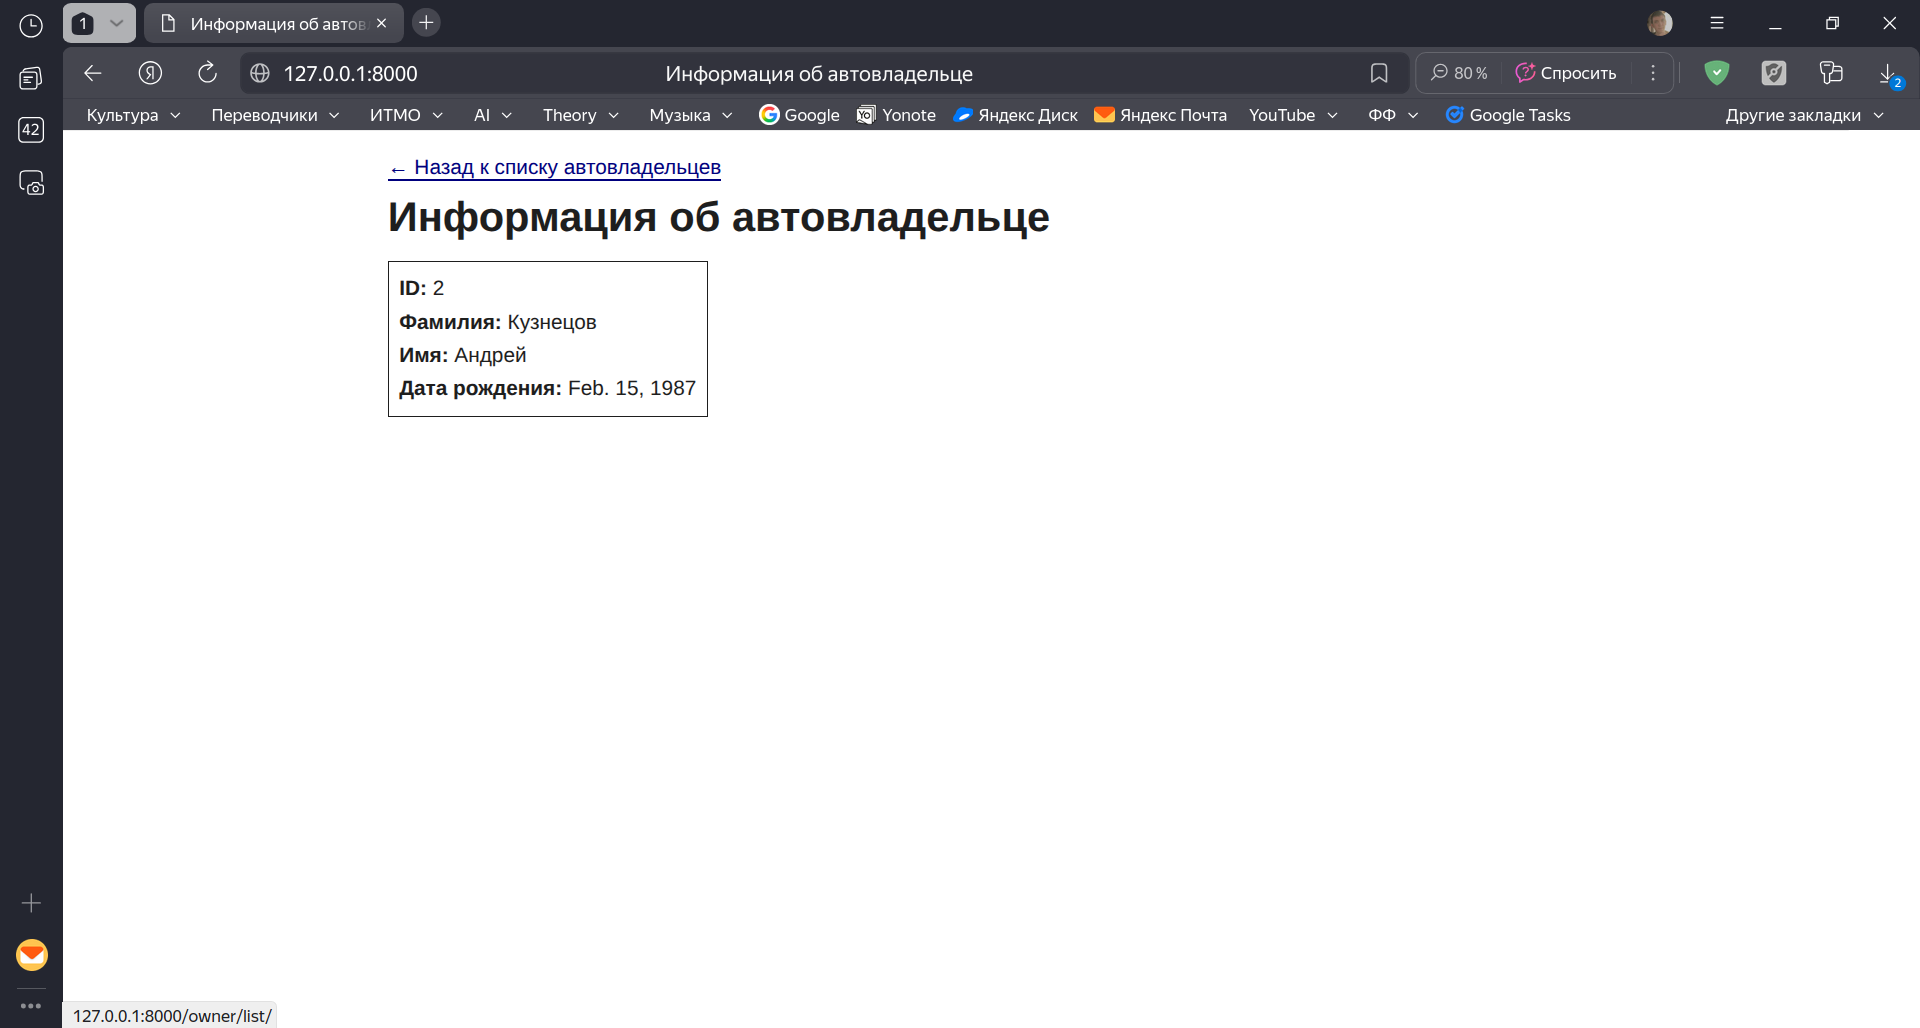 1
Информация об автов
127.0.0.1:8000
Информация об автовладельце
80 %
Спросить
2
Культура
Переводчики
ИТМО
AI
Theory
Музыка
Google
Yonote
Яндекс Диск
Яндекс Почта
YouTube
ФФ
Google Tasks
Другие закладки
42
← Назад к списку автовладельцев
Информация об автовладельце
ID: 2
Фамилия: Кузнецов
Имя: Андрей
Дата рождения: Feb. 15, 1987
127.0.0.1:8000/owner/list/